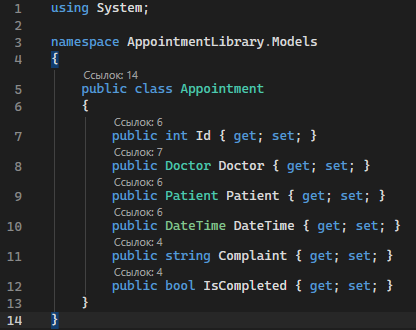 1 using System;
2
3 namespace AppointmentLibrary.Models
4 {
Ссылок: 14
5 public class Appointment
6 {
Ссылок: 6
7 public int Id { get; set; }
Ссылок: 7
8 public Doctor Doctor { get; set; }
Ссылок: 6
9 public Patient Patient { get; set; }
Ссылок: 6
10 public DateTime DateTime { get; set; }
Ссылок: 4
11 public string Complaint { get; set; }
Ссылок: 4
12 public bool IsCompleted { get; set; }
13 }
14 }